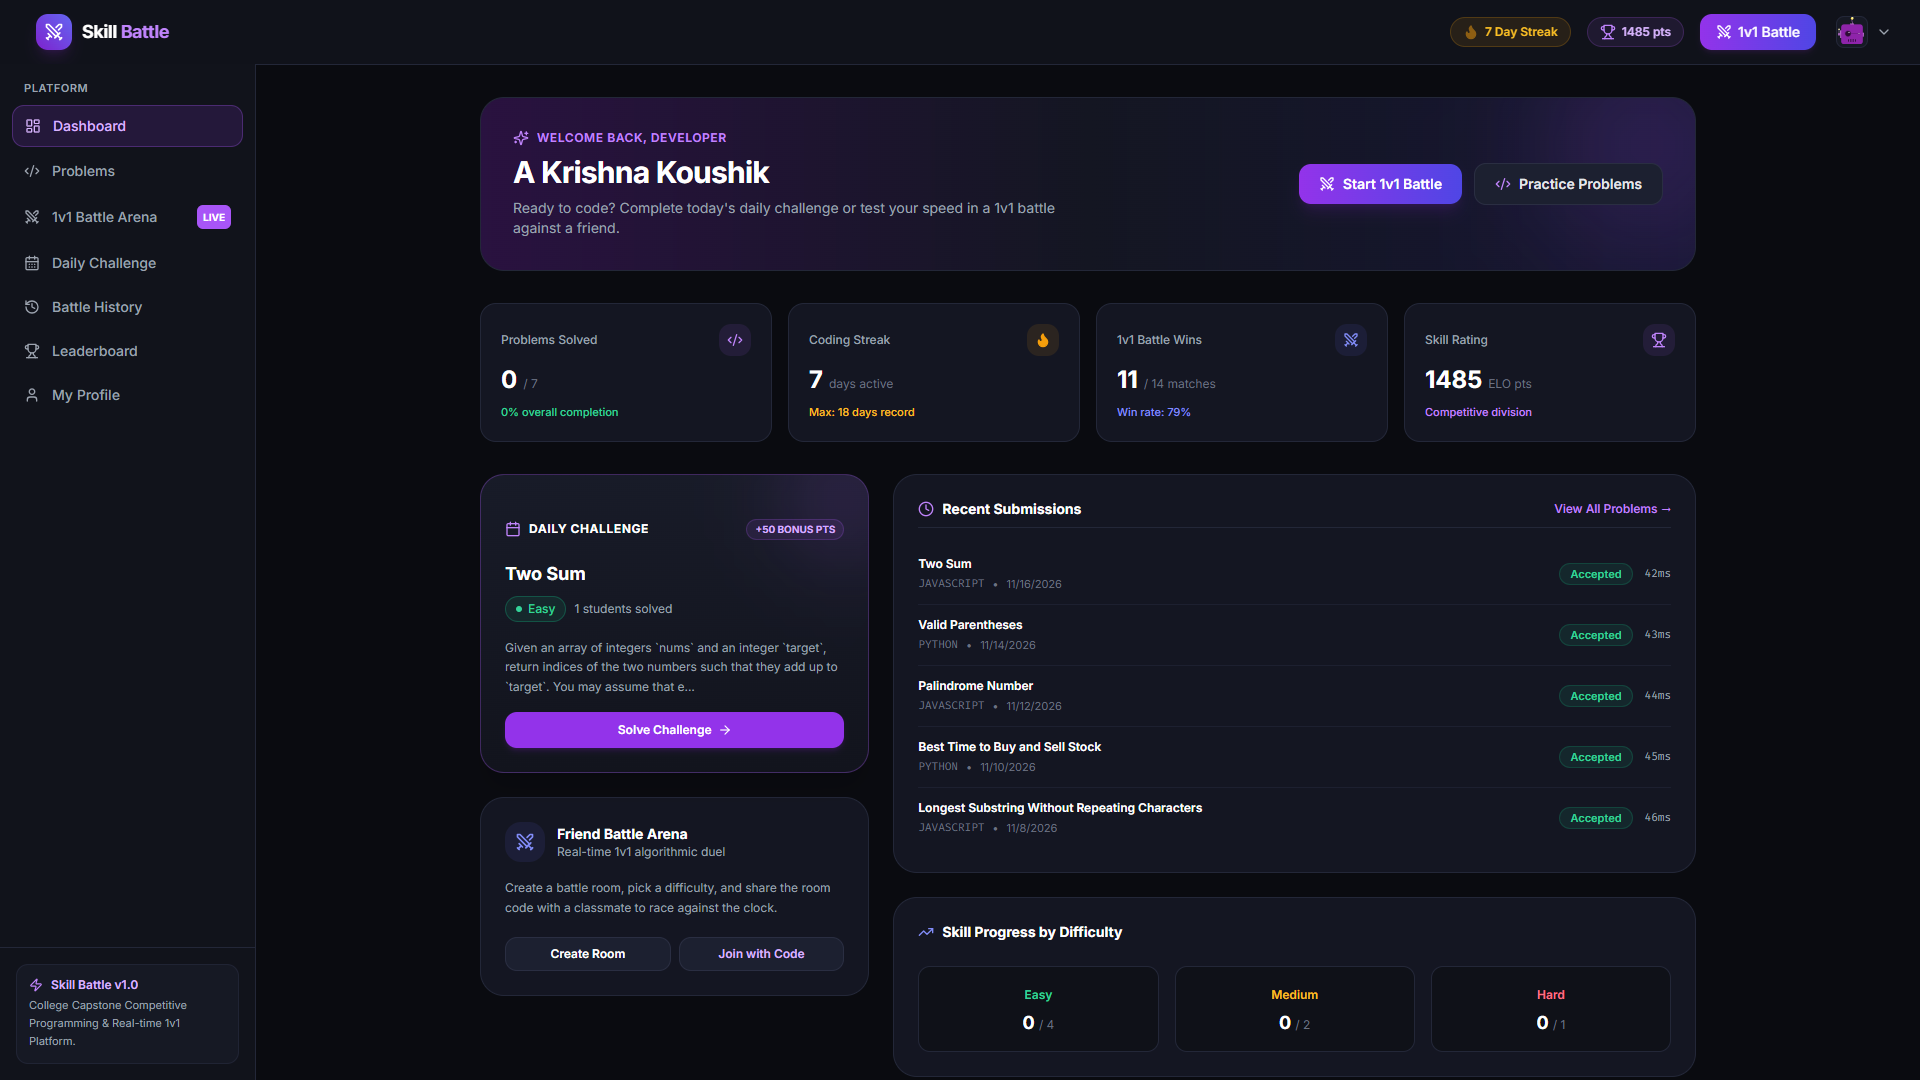 Skill Battle
7 Day Streak
1485 pts
1v1 Battle
PLATFORM
Dashboard
Problems
1v1 Battle Arena
LIVE
Daily Challenge
Battle History
Leaderboard
My Profile
Skill Battle v1.0
College Capstone Competitive
Programming & Real-time 1v1
Platform.
WELCOME BACK, DEVELOPER
A Krishna Koushik
Ready to code? Complete today's daily challenge or test your speed in a 1v1 battle
against a friend.
Start 1v1 Battle
Practice Problems
Problems Solved
0 / 7
0% overall completion
Coding Streak
7 days active
Max: 18 days record
1v1 Battle Wins
11 / 14 matches
Win rate: 79%
Skill Rating
1485 ELO pts
Competitive division
DAILY CHALLENGE
+50 BONUS PTS
Two Sum
Easy
1 students solved
Given an array of integers `nums` and an integer `target`,
return indices of the two numbers such that they add up to
`target`. You may assume that e...
Solve Challenge →
Friend Battle Arena
Real-time 1v1 algorithmic duel
Create a battle room, pick a difficulty, and share the room
code with a classmate to race against the clock.
Create Room
Join with Code
Recent Submissions
View All Problems →
Two Sum
JAVASCRIPT • 11/16/2026
Accepted 42ms
Valid Parentheses
PYTHON • 11/14/2026
Accepted 43ms
Palindrome Number
JAVASCRIPT • 11/12/2026
Accepted 44ms
Best Time to Buy and Sell Stock
PYTHON • 11/10/2026
Accepted 45ms
Longest Substring Without Repeating Characters
JAVASCRIPT • 11/8/2026
Accepted 46ms
Skill Progress by Difficulty
Easy
0 / 4
Medium
0 / 2
Hard
0 / 1